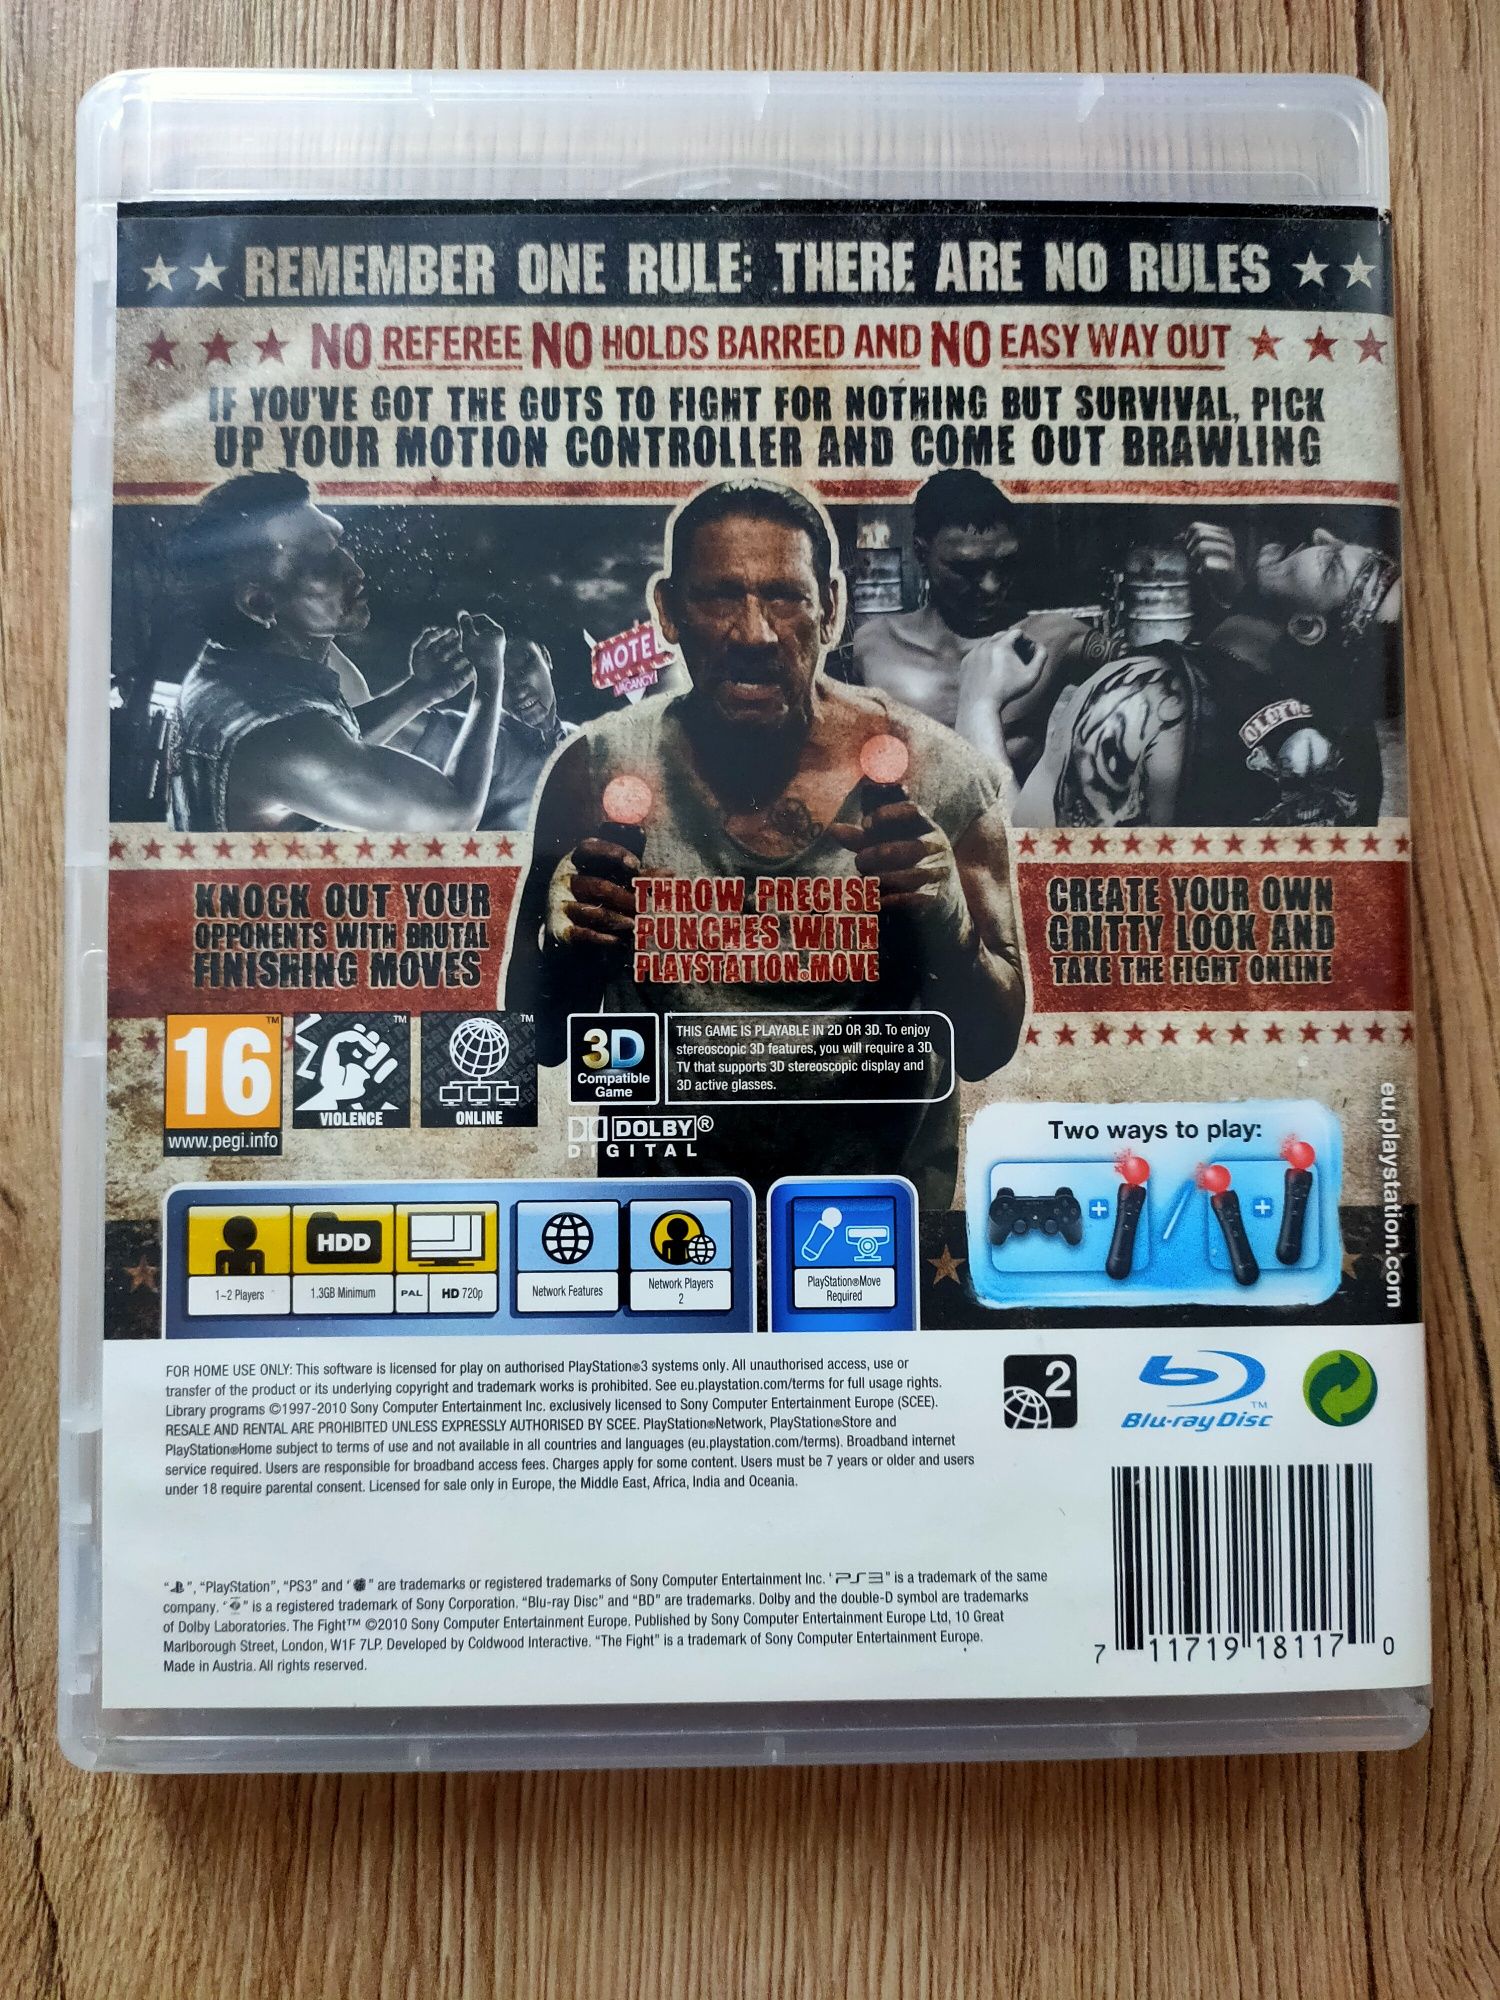 ★★ REMEMBER ONE RULE: THERE ARE NO RULES ★★
★ ★ ★ NO REFEREE NO HOLDS BARRED AND NO EASY WAY OUT ★ ★ ★
IF YOU'VE GOT THE GUTS TO FIGHT FOR NOTHING BUT SURVIVAL, PICK
UP YOUR MOTION CONTROLLER AND COME OUT BRAWLING
MOTEL
VACANCY
KNOCK OUT YOUR
OPPONENTS WITH BRUTAL
FINISHING MOVES
THROW PRECISE
PUNCHES WITH
PLAYSTATION®MOVE
CREATE YOUR OWN
GRITTY LOOK AND
TAKE THE FIGHT ONLINE
16™
www.pegi.info
™
VIOLENCE
™
ONLINE
3D
Compatible
Game
THIS GAME IS PLAYABLE IN 2D OR 3D. To enjoy
stereoscopic 3D features, you will require a 3D
TV that supports 3D stereoscopic display and
3D active glasses.
DOLBY®
DIGITAL
eu.playstation.com
Two ways to play:
+ / +
HDD
1-2 Players
1.3GB Minimum
PAL
HD 720p
Network Features
Network Players
2
PlayStation®Move
Required
FOR HOME USE ONLY: This software is licensed for play on authorised PlayStation®3 systems only. All unauthorised access, use or
transfer of the product or its underlying copyright and trademark works is prohibited. See eu.playstation.com/terms for full usage rights.
Library programs ©1997-2010 Sony Computer Entertainment Inc. exclusively licensed to Sony Computer Entertainment Europe (SCEE).
RESALE AND RENTAL ARE PROHIBITED UNLESS EXPRESSLY AUTHORISED BY SCEE. PlayStation®Network, PlayStation®Store and
PlayStation®Home subject to terms of use and not available in all countries and languages (eu.playstation.com/terms). Broadband internet
service required. Users are responsible for broadband access fees. Charges apply for some content. Users must be 7 years or older and users
under 18 require parental consent. Licensed for sale only in Europe, the Middle East, Africa, India and Oceania.
2
Blu-ray Disc™
" ", "PlayStation", "PS3" and " " are trademarks or registered trademarks of Sony Computer Entertainment Inc. "PS3" is a trademark of the same
company. " " is a registered trademark of Sony Corporation. "Blu-ray Disc" and "BD" are trademarks. Dolby and the double-D symbol are trademarks
of Dolby Laboratories. The Fight™ ©2010 Sony Computer Entertainment Europe. Published by Sony Computer Entertainment Europe Ltd, 10 Great
Marlborough Street, London, W1F 7LP. Developed by Coldwood Interactive. "The Fight" is a trademark of Sony Computer Entertainment Europe.
Made in Austria. All rights reserved.
7 11719 18117 0